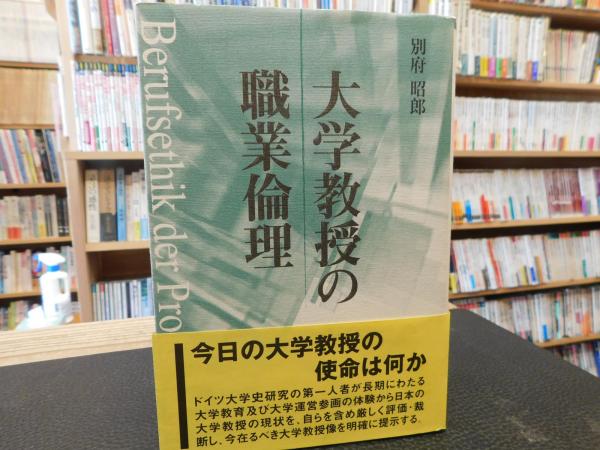 別府 昭郎
大学教授の
職業倫理
Berufsethik der Pro
今日の大学教授の
使命は何か
ドイツ大学史研究の第一人者が長期にわたる
大学教育及び大学運営参画の体験から日本の
大学教授の現状を、自らを含め厳しく評価・裁
断し、今在るべき大学教授像を明確に提示する。